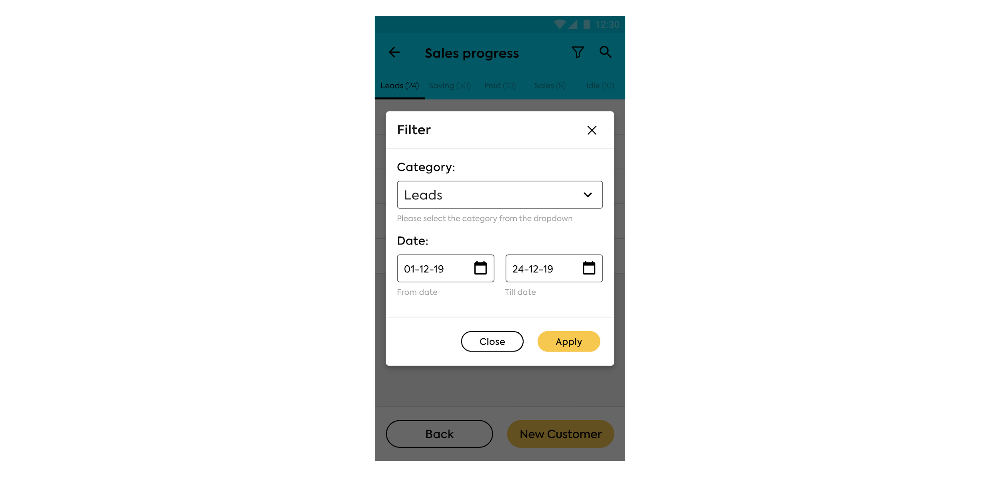 12:30
Sales progress
Leads (24) Saving (50) Paid (10) Sales (8) Idle (10)
Filter
Category:
Leads
Please select the category from the dropdown
Date:
01-12-19 24-12-19
From date Till date
Close Apply
Back New Customer